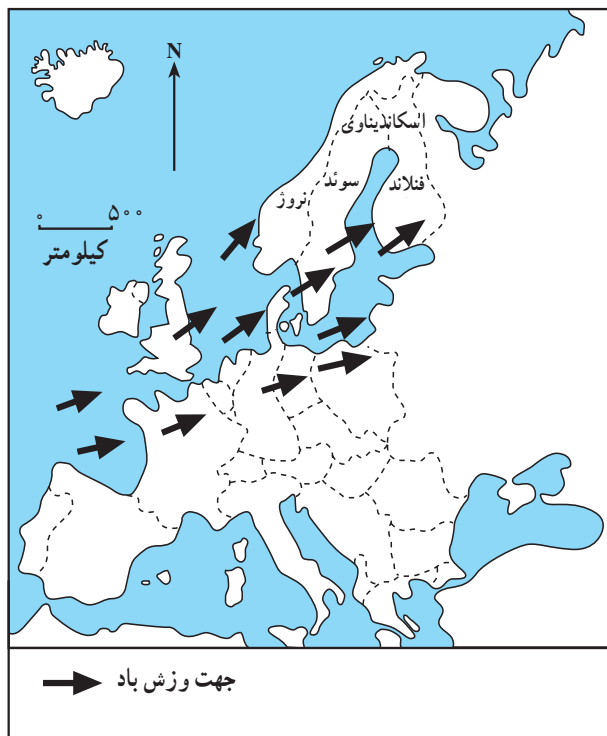 N
اسکاندیناوی
فنلاند
سوئد
نروژ
۰ ۵۰۰
کیلومتر
جهت وزش باد